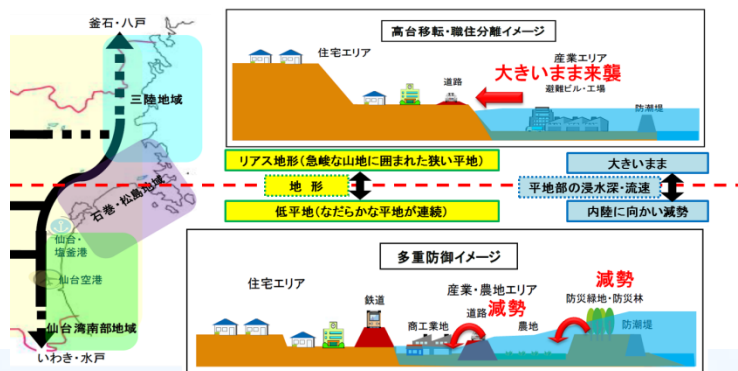 釜石・八戸
三陸地域
石巻・松島地域
仙台・
塩釜港
仙台空港
仙台湾南部地域
いわき・水戸
高台移転・職住分離イメージ
住宅エリア
産業エリア
道路
大きいまま来襲
避難ビル・工場
防潮堤
リアス地形(急峻な山地に囲まれた狭い平地)
大きいまま
地 形
平地部の浸水深・流速
低平地(なだらかな平地が連続)
内陸に向かい減勢
多重防御イメージ
住宅エリア
産業・農地エリア
減勢
鉄道
道路
減勢
防災緑地・防災林
商工業地
農地
防潮堤